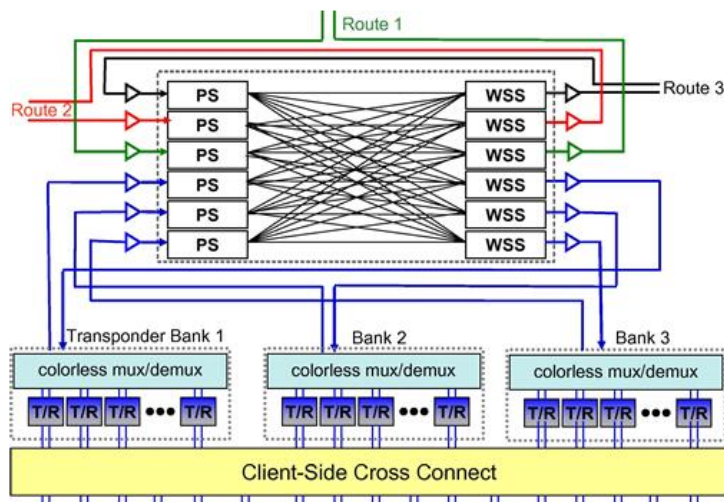 Route 1
Route 2
Route 3
PS WSS
PS WSS
PS WSS
PS WSS
PS WSS
PS WSS
Transponder Bank 1 Bank 2 Bank 3
colorless mux/demux colorless mux/demux colorless mux/demux
T/R T/R T/R ••• T/R T/R T/R T/R ••• T/R T/R T/R T/R ••• T/R
Client-Side Cross Connect